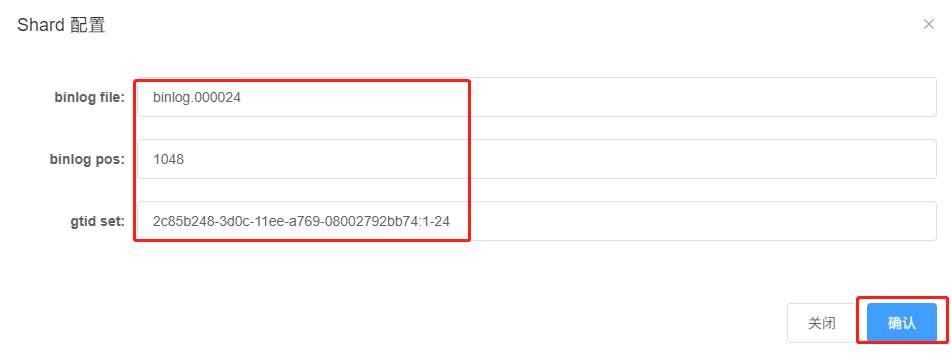 Shard 配置
binlog file: binlog.000024
binlog pos: 1048
gtid set: 2c85b248-3d0c-11ee-a769-08002792bb74:1-24
关闭 确认